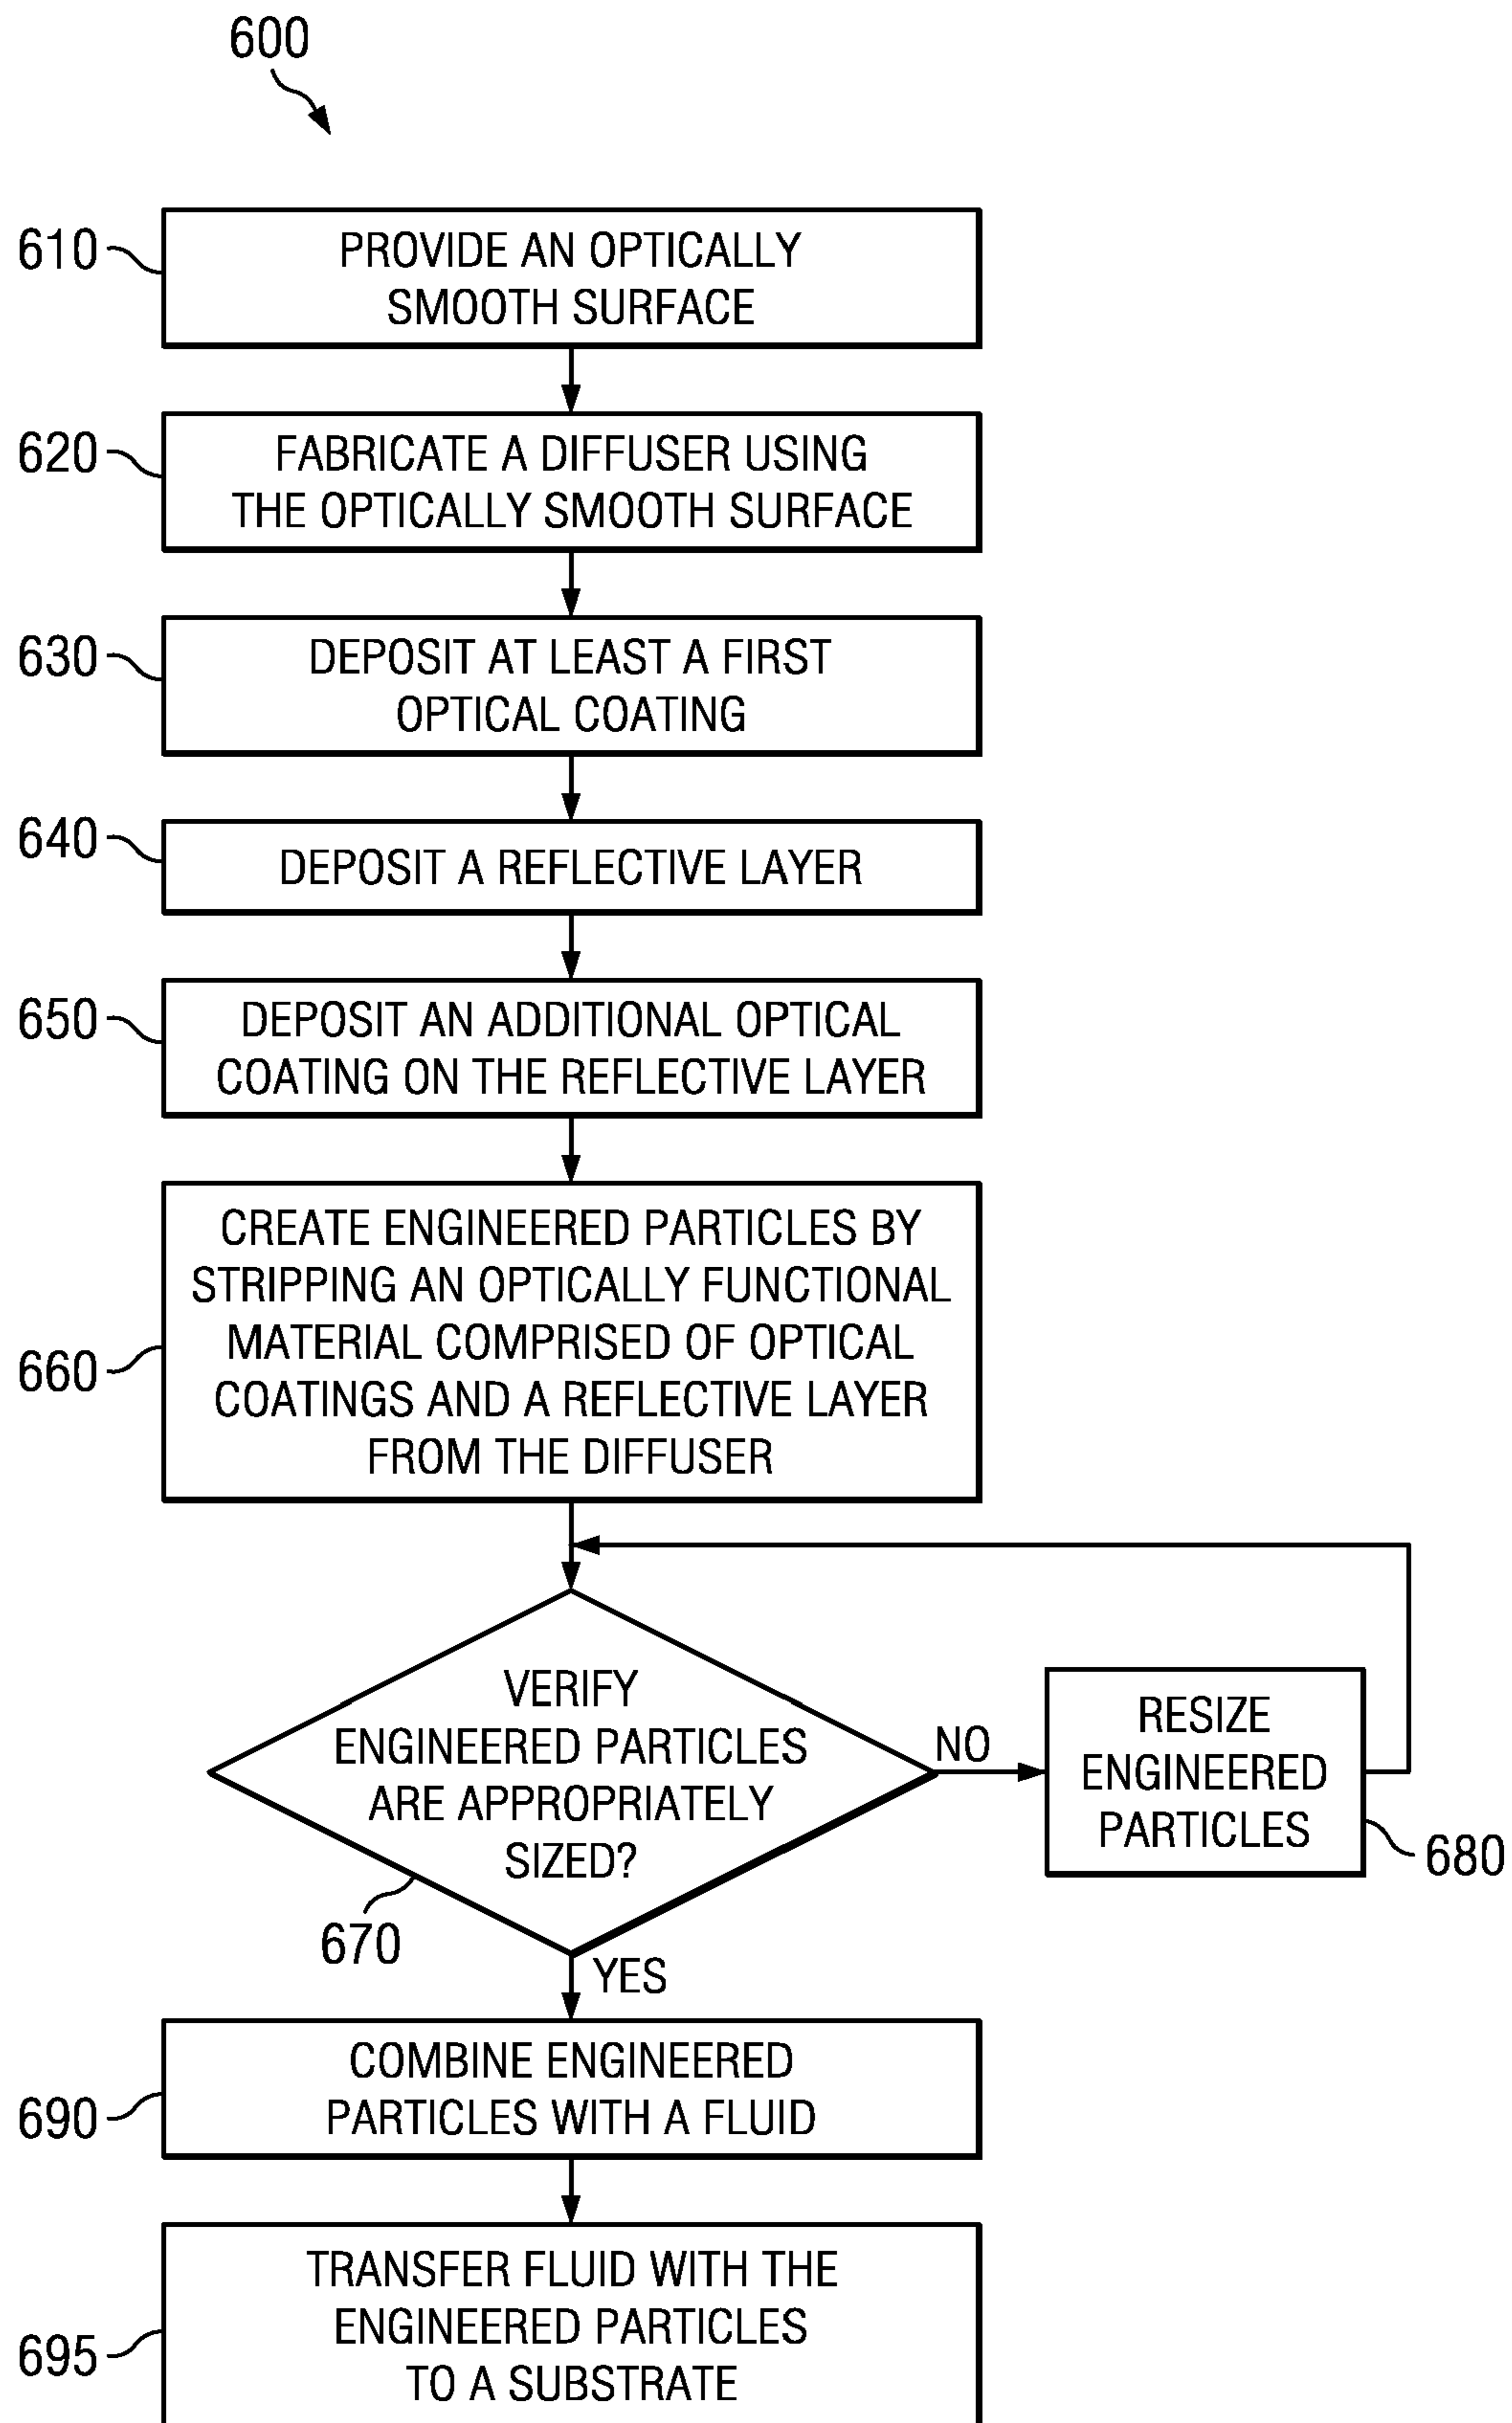 600
610
PROVIDE AN OPTICALLY
SMOOTH SURFACE
620
FABRICATE A DIFFUSER USING
THE OPTICALLY SMOOTH SURFACE
630
DEPOSIT AT LEAST A FIRST
OPTICAL COATING
640
DEPOSIT A REFLECTIVE LAYER
650
DEPOSIT AN ADDITIONAL OPTICAL
COATING ON THE REFLECTIVE LAYER
660
CREATE ENGINEERED PARTICLES BY
STRIPPING AN OPTICALLY FUNCTIONAL
MATERIAL COMPRISED OF OPTICAL
COATINGS AND A REFLECTIVE LAYER
FROM THE DIFFUSER
VERIFY
ENGINEERED PARTICLES
ARE APPROPRIATELY
SIZED?
670
NO
RESIZE
ENGINEERED
PARTICLES
680
YES
690
COMBINE ENGINEERED
PARTICLES WITH A FLUID
695
TRANSFER FLUID WITH THE
ENGINEERED PARTICLES
TO A SUBSTRATE